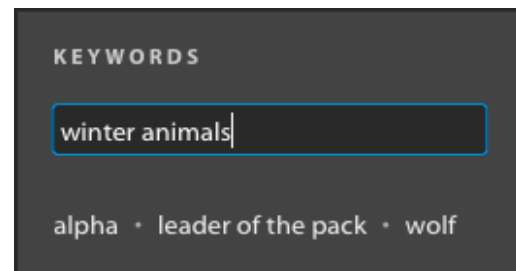 KEYWORDS
winter animals
alpha • leader of the pack • wolf